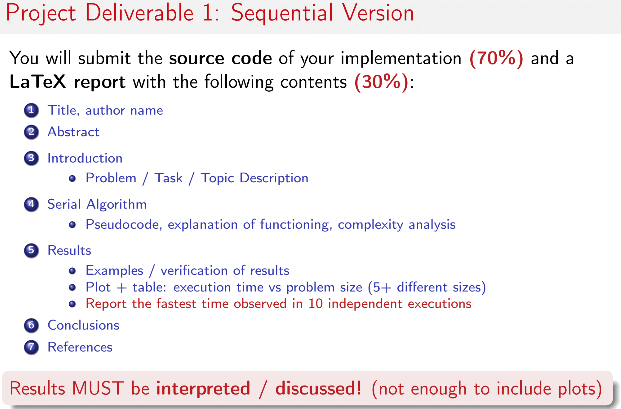 Project Deliverable 1: Sequential Version
You will submit the source code of your implementation (70%) and a
LaTeX report with the following contents (30%):
1 Title, author name
2 Abstract
3 Introduction
• Problem / Task / Topic Description
4 Serial Algorithm
• Pseudocode, explanation of functioning, complexity analysis
5 Results
• Examples / verification of results
• Plot + table: execution time vs problem size (5+ different sizes)
• Report the fastest time observed in 10 independent executions
6 Conclusions
7 References
Results MUST be interpreted / discussed! (not enough to include plots)